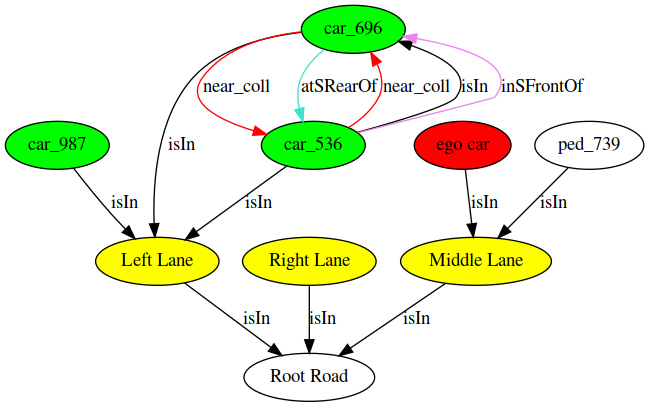 car_696
near_coll
atSRearOf
near_coll
isIn
inSFrontOf
isIn
car_987
car_536
ego car
ped_739
isIn
isIn
isIn
isIn
Left Lane
Right Lane
Middle Lane
isIn
isIn
isIn
Root Road